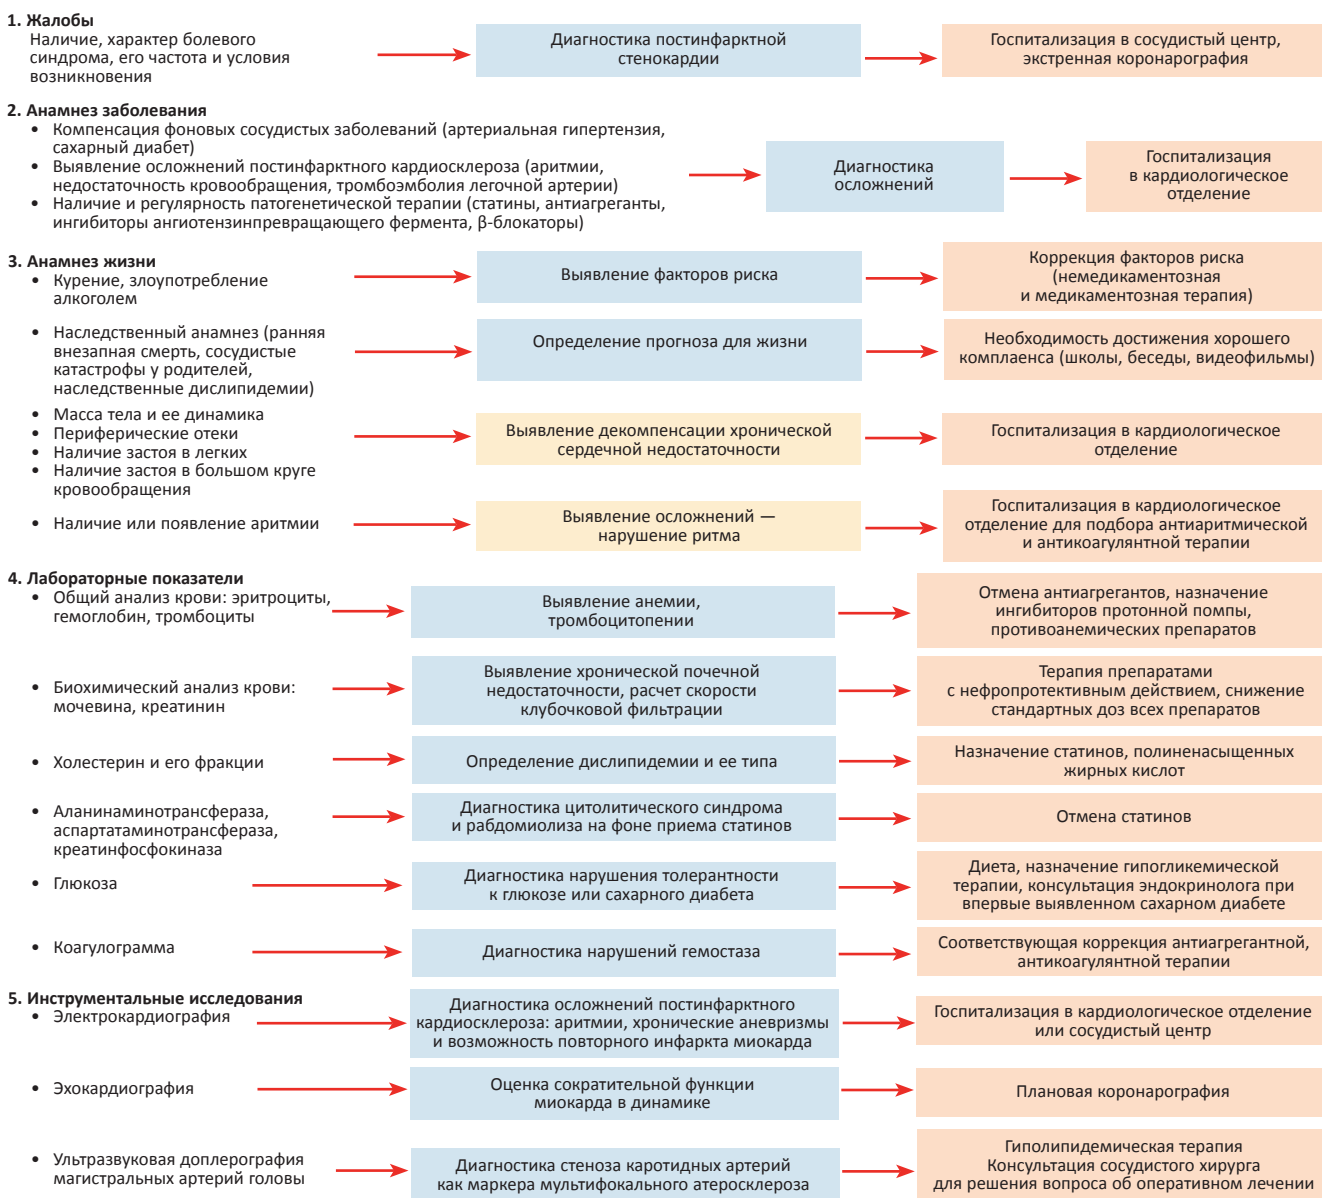 1. Жалобы
Наличие, характер болевого
синдрома, его частота и условия
возникновения
Диагностика постинфарктной
стенокардии
Госпитализация в сосудистый центр,
экстренная коронарография
2. Анамнез заболевания
• Компенсация фоновых сосудистых заболеваний (артериальная гипертензия,
сахарный диабет)
• Выявление осложнений постинфарктного кардиосклероза (аритмии,
недостаточность кровообращения, тромбоэмболия легочной артерии)
• Наличие и регулярность патогенетической терапии (статины, антиагреганты,
ингибиторы ангиотензинпревращающего фермента, β-блокаторы)
Диагностика
осложнений
Госпитализация
в кардиологическое
отделение
3. Анамнез жизни
• Курение, злоупотребление
алкоголем
Выявление факторов риска
Коррекция факторов риска
(немедикаментозная
и медикаментозная терапия)
• Наследственный анамнез (ранняя
внезапная смерть, сосудистые
катастрофы у родителей,
наследственные дислипидемии)
Определение прогноза для жизни
Необходимость достижения хорошего
комплаенса (школы, беседы, видеофильмы)
• Масса тела и ее динамика
• Периферические отеки
• Наличие застоя в легких
• Наличие застоя в большом круге
кровообращения
Выявление декомпенсации хронической
сердечной недостаточности
Госпитализация в кардиологическое
отделение
• Наличие или появление аритмии
Выявление осложнений —
нарушение ритма
Госпитализация в кардиологическое
отделение для подбора антиаритмической
и антикоагулянтной терапии
4. Лабораторные показатели
• Общий анализ крови: эритроциты,
гемоглобин, тромбоциты
Выявление анемии,
тромбоцитопении
Отмена антиагрегантов, назначение
ингибиторов протонной помпы,
противоанемических препаратов
• Биохимический анализ крови:
мочевина, креатинин
Выявление хронической почечной
недостаточности, расчет скорости
клубочковой фильтрации
Терапия препаратами
с нефропротективным действием, снижение
стандартных доз всех препаратов
• Холестерин и его фракции
Определение дислипидемии и ее типа
Назначение статинов, полиненасыщенных
жирных кислот
• Аланинаминотрансфераза,
аспартатаминотрансфераза,
креатинфосфокиназа
Диагностика цитолитического синдрома
и рабдомиолиза на фоне приема статинов
Отмена статинов
• Глюкоза
Диагностика нарушения толерантности
к глюкозе или сахарного диабета
Диета, назначение гипогликемической
терапии, консультация эндокринолога при
впервые выявленном сахарном диабете
• Коагулограмма
Диагностика нарушений гемостаза
Соответствующая коррекция антиагрегантной,
антикоагулянтной терапии
5. Инструментальные исследования
• Электрокардиография
Диагностика осложнений постинфарктного
кардиосклероза: аритмии, хронические аневризмы
и возможность повторного инфаркта миокарда
Госпитализация в кардиологическое отделение
или сосудистый центр
• Эхокардиография
Оценка сократительной функции
миокарда в динамике
Плановая коронарография
• Ультразвуковая доплерография
магистральных артерий головы
Диагностика стеноза каротидных артерий
как маркера мультифокального атеросклероза
Гиполипидемическая терапия
Консультация сосудистого хирурга
для решения вопроса об оперативном лечении